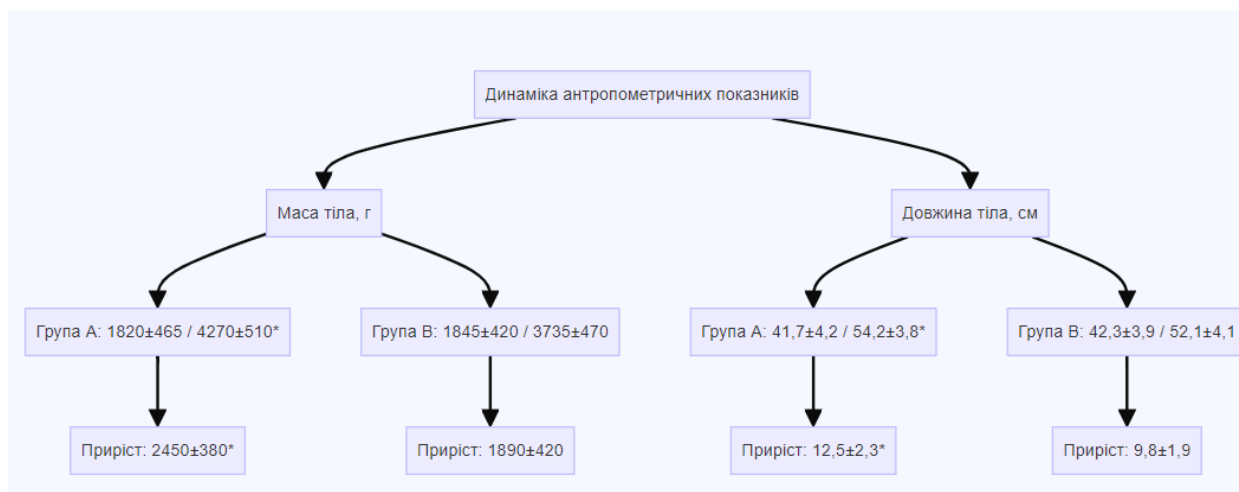 Динаміка антропометричних показників
Маса тіла, г
Довжина тіла, см
Група А: 1820±465 / 4270±510*
Група В: 1845±420 / 3735±470
Група А: 41,7±4,2 / 54,2±3,8*
Група В: 42,3±3,9 / 52,1±4,1
Приріст: 2450±380*
Приріст: 1890±420
Приріст: 12,5±2,3*
Приріст: 9,8±1,9